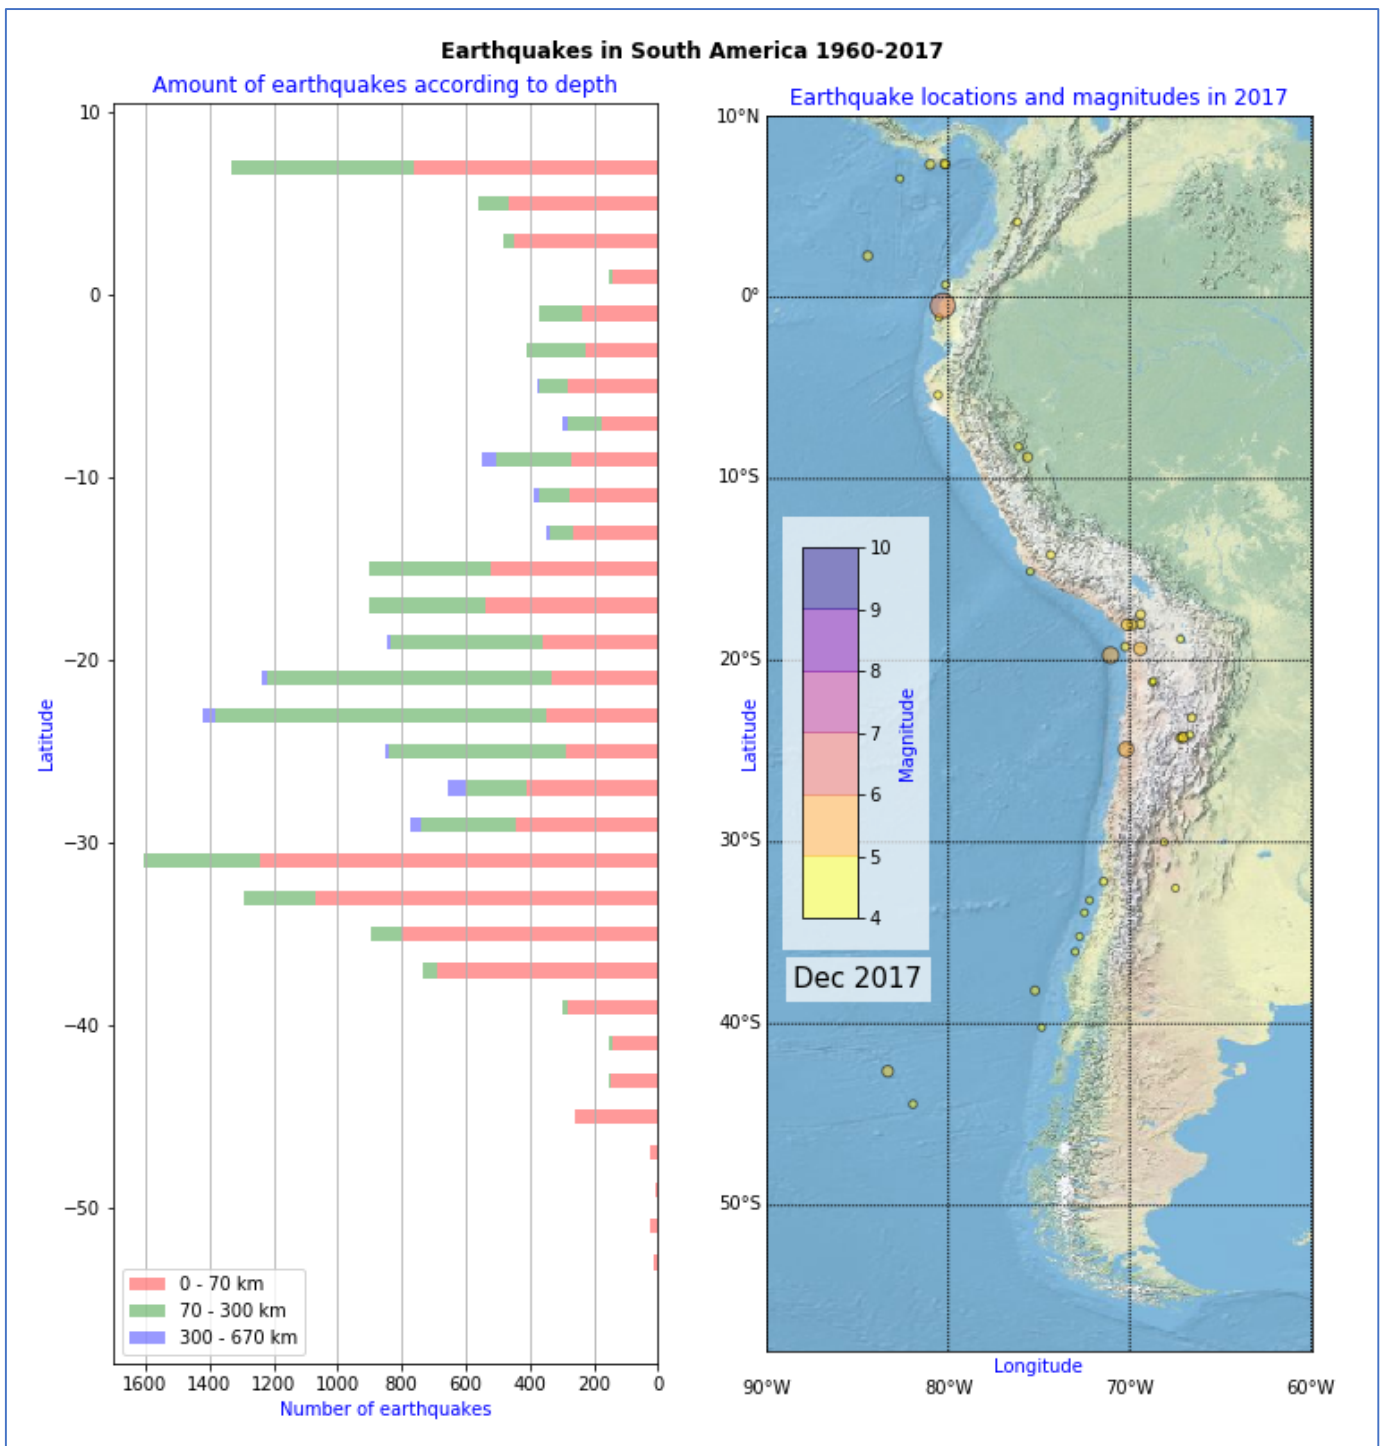 Earthquakes in South America 1960-2017
Amount of earthquakes according to depth
10
0
−10
−20
−30
−40
−50
Latitude
0 - 70 km
70 - 300 km
300 - 670 km
1600 1400 1200 1000 800 600 400 200 0
Number of earthquakes
Earthquake locations and magnitudes in 2017
10°N
0°
10°S
20°S
30°S
40°S
50°S
Latitude
10
9
8
7
6
5
4
Magnitude
Dec 2017
Longitude
90°W 80°W 70°W 60°W